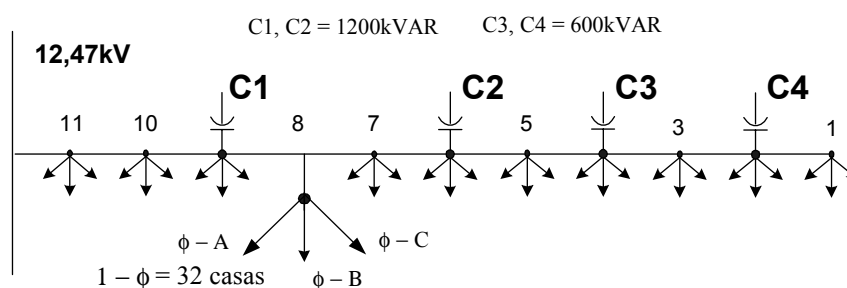 C1, C2 = 1200kVAR C3, C4 = 600kVAR
12,47kV
C1 C2 C3 C4
11 10 8 7 5 3 1
ϕ – A ϕ – C
1 – ϕ = 32 casas ϕ – B